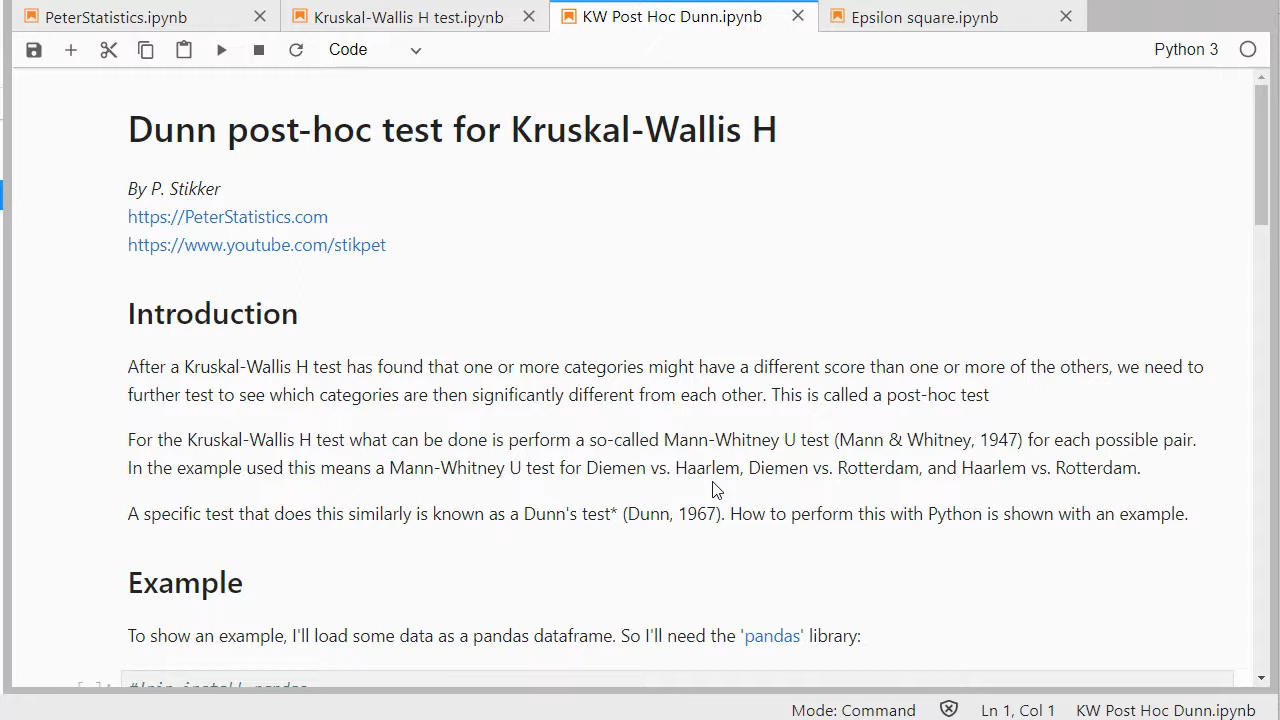 PeterStatistics.ipynb
Kruskal-Wallis H test.ipynb
KW Post Hoc Dunn.ipynb
Epsilon square.ipynb
Code
Python 3
Dunn post-hoc test for Kruskal-Wallis H
By P. Stikker
https://PeterStatistics.com
https://www.youtube.com/stikpet
Introduction
After a Kruskal-Wallis H test has found that one or more categories might have a different score than one or more of the others, we need to
further test to see which categories are then significantly different from each other. This is called a post-hoc test
For the Kruskal-Wallis H test what can be done is perform a so-called Mann-Whitney U test (Mann & Whitney, 1947) for each possible pair.
In the example used this means a Mann-Whitney U test for Diemen vs. Haarlem, Diemen vs. Rotterdam, and Haarlem vs. Rotterdam.
A specific test that does this similarly is known as a Dunn's test* (Dunn, 1967). How to perform this with Python is shown with an example.
Example
To show an example, I'll load some data as a pandas dataframe. So I'll need the 'pandas' library:
Mode: Command
Ln 1, Col 1
KW Post Hoc Dunn.ipynb